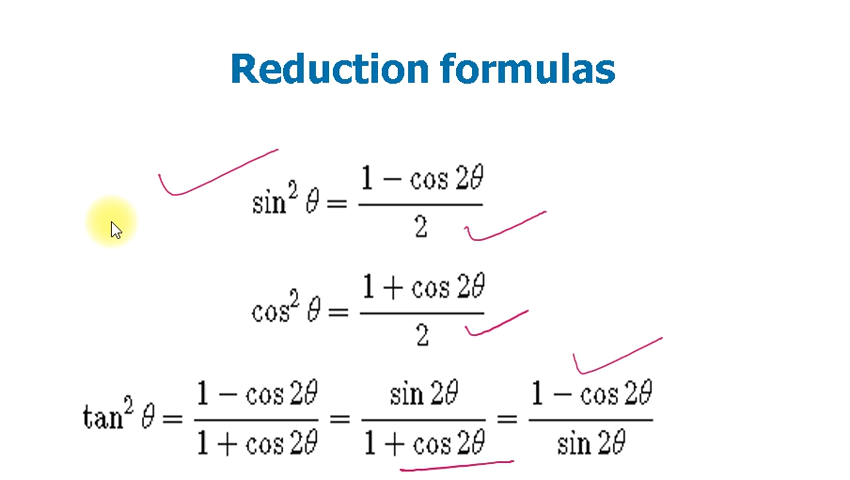 Reduction formulas
sin² θ = (1 − cos 2θ)/2
cos² θ = (1 + cos 2θ)/2
tan² θ = (1 − cos 2θ)/(1 + cos 2θ) = sin 2θ/(1 + cos 2θ) = (1 − cos 2θ)/sin 2θ